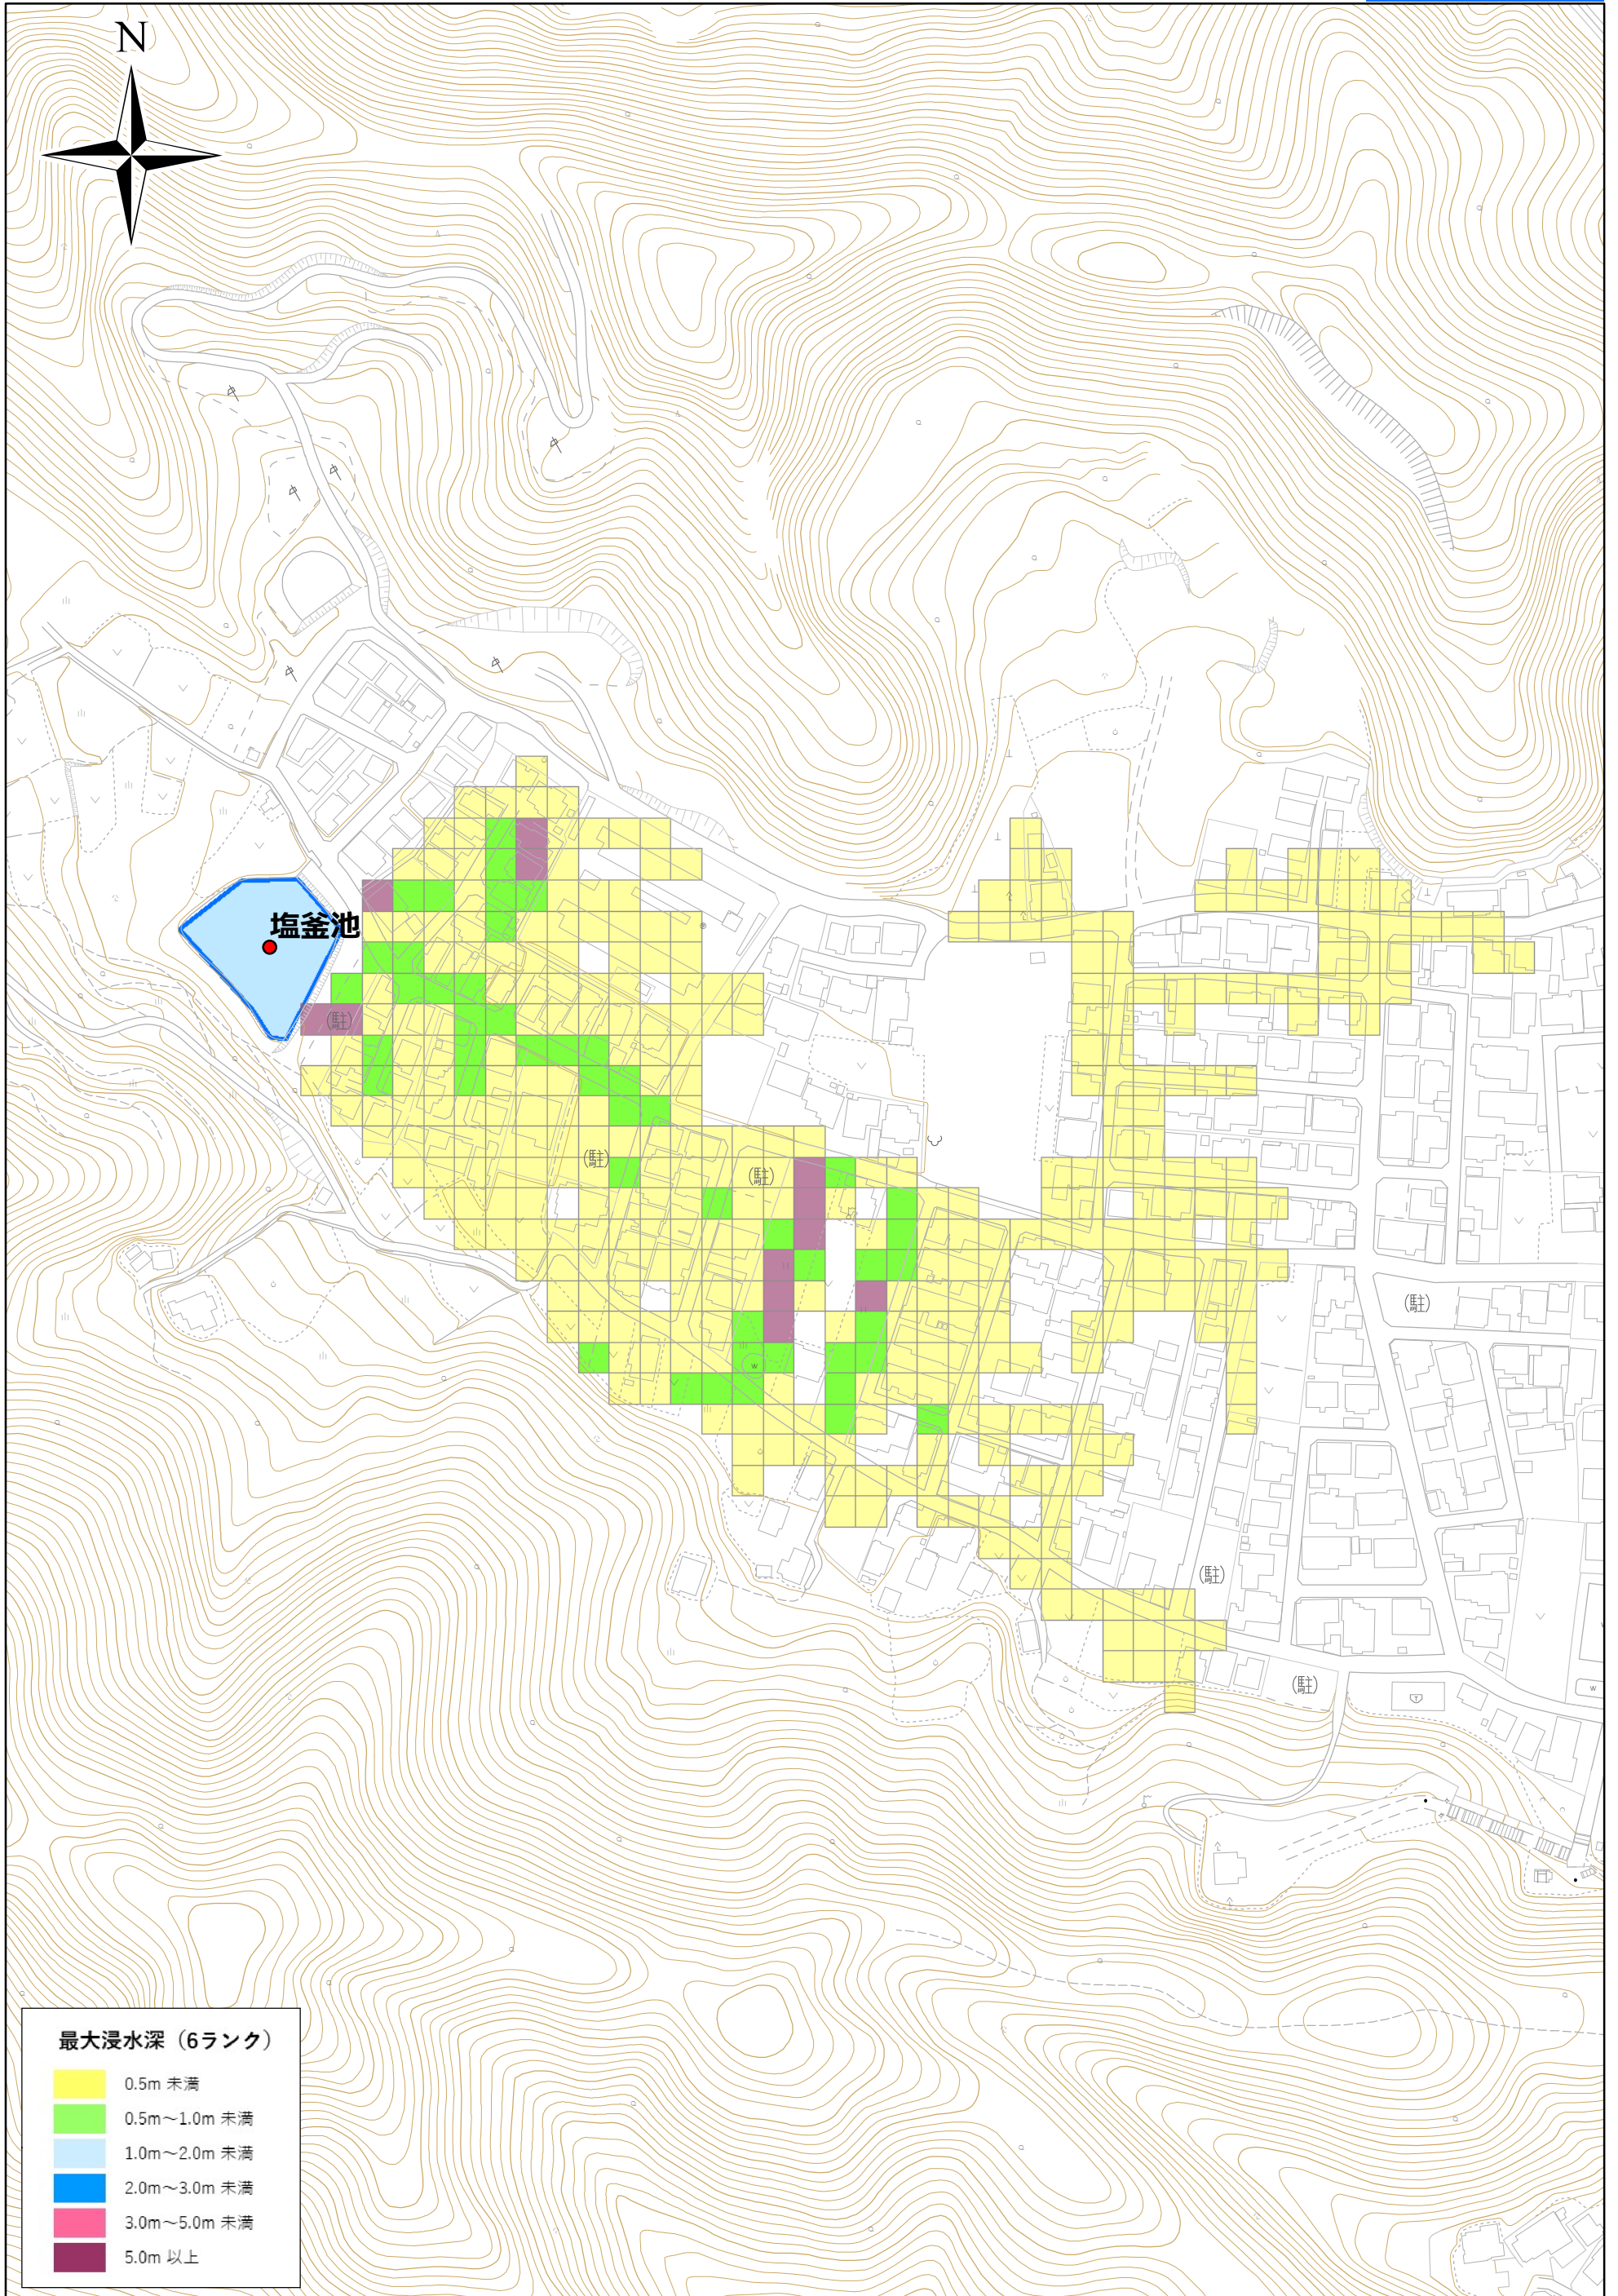 N
塩釜池
(駐)
(駐)
(駐)
(駐)
(駐)
(駐)
W
W
最大浸水深（6ランク）
0.5m 未満
0.5m～1.0m 未満
1.0m～2.0m 未満
2.0m～3.0m 未満
3.0m～5.0m 未満
5.0m 以上